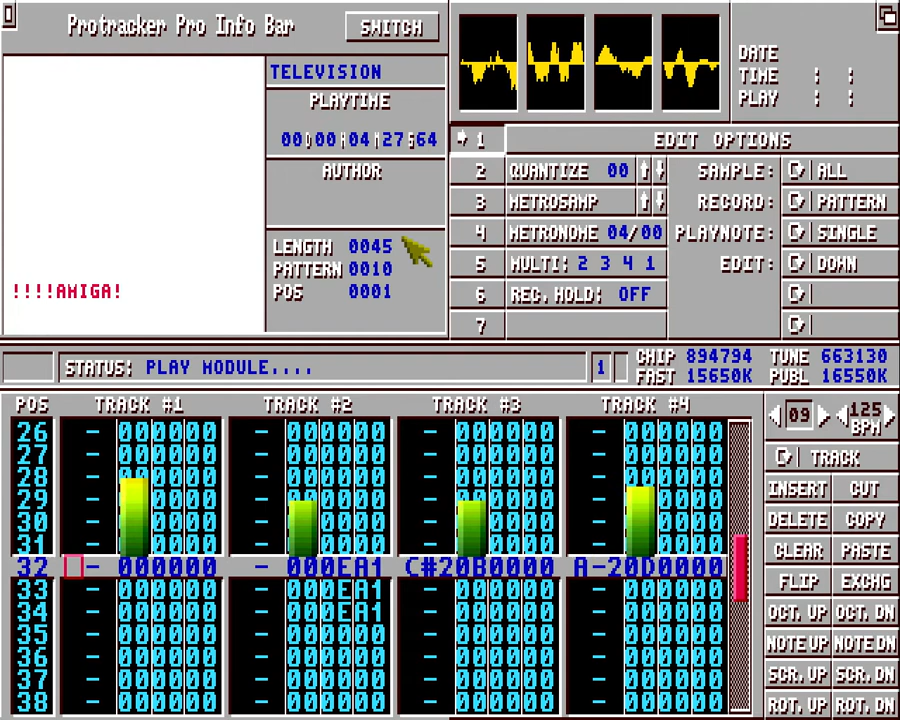 Protracker Pro Info Bar SWITCH
TELEVISION
PLAYTIME
00D00H04M27S64
AUTHOR
LENGTH 0045
PATTERN 0010
POS 0001
!!!!AMIGA!
DATE
TIME : :
PLAY : :
1 EDIT OPTIONS
2 QUANTIZE 00 SAMPLE: ALL
3 METROSAMP RECORD: PATTERN
4 METRONOME 04/00 PLAYNOTE: SINGLE
5 MULTI: 2 3 4 1 EDIT: DOWN
6 REC.HOLD: OFF
7
STATUS: PLAY MODULE.... 1
CHIP 894794 TUNE 663130
FAST 15650K PUBL 16550K
POS TRACK #1 TRACK #2 TRACK #3 TRACK #4
26 - 000000 - 000000 - 000000 - 000000
27 - 000000 - 000000 - 000000 - 000000
28 - 000000 - 000000 - 000000 - 000000
29 - 000000 - 000000 - 000000 - 000000
30 - 000000 - 000000 - 000000 - 000000
31 - 000000 - 000000 - 000000 - 000000
32 - 000000 - 000EA1 C#20B0000 A-20D0000
33 - 000000 - 000EA1 - 000000 - 000000
34 - 000000 - 000EA1 - 000000 - 000000
35 - 000000 - 000000 - 000000 - 000000
36 - 000000 - 000000 - 000000 - 000000
37 - 000000 - 000000 - 000000 - 000000
38 - 000000 - 000000 - 000000 - 000000
09 125 BPM
TRACK
INSERT CUT
DELETE COPY
CLEAR PASTE
FLIP EXCHG
OCT.UP OCT.DN
NOTE UP NOTE DN
SCR.UP SCR.DN
ROT.UP ROT.DN